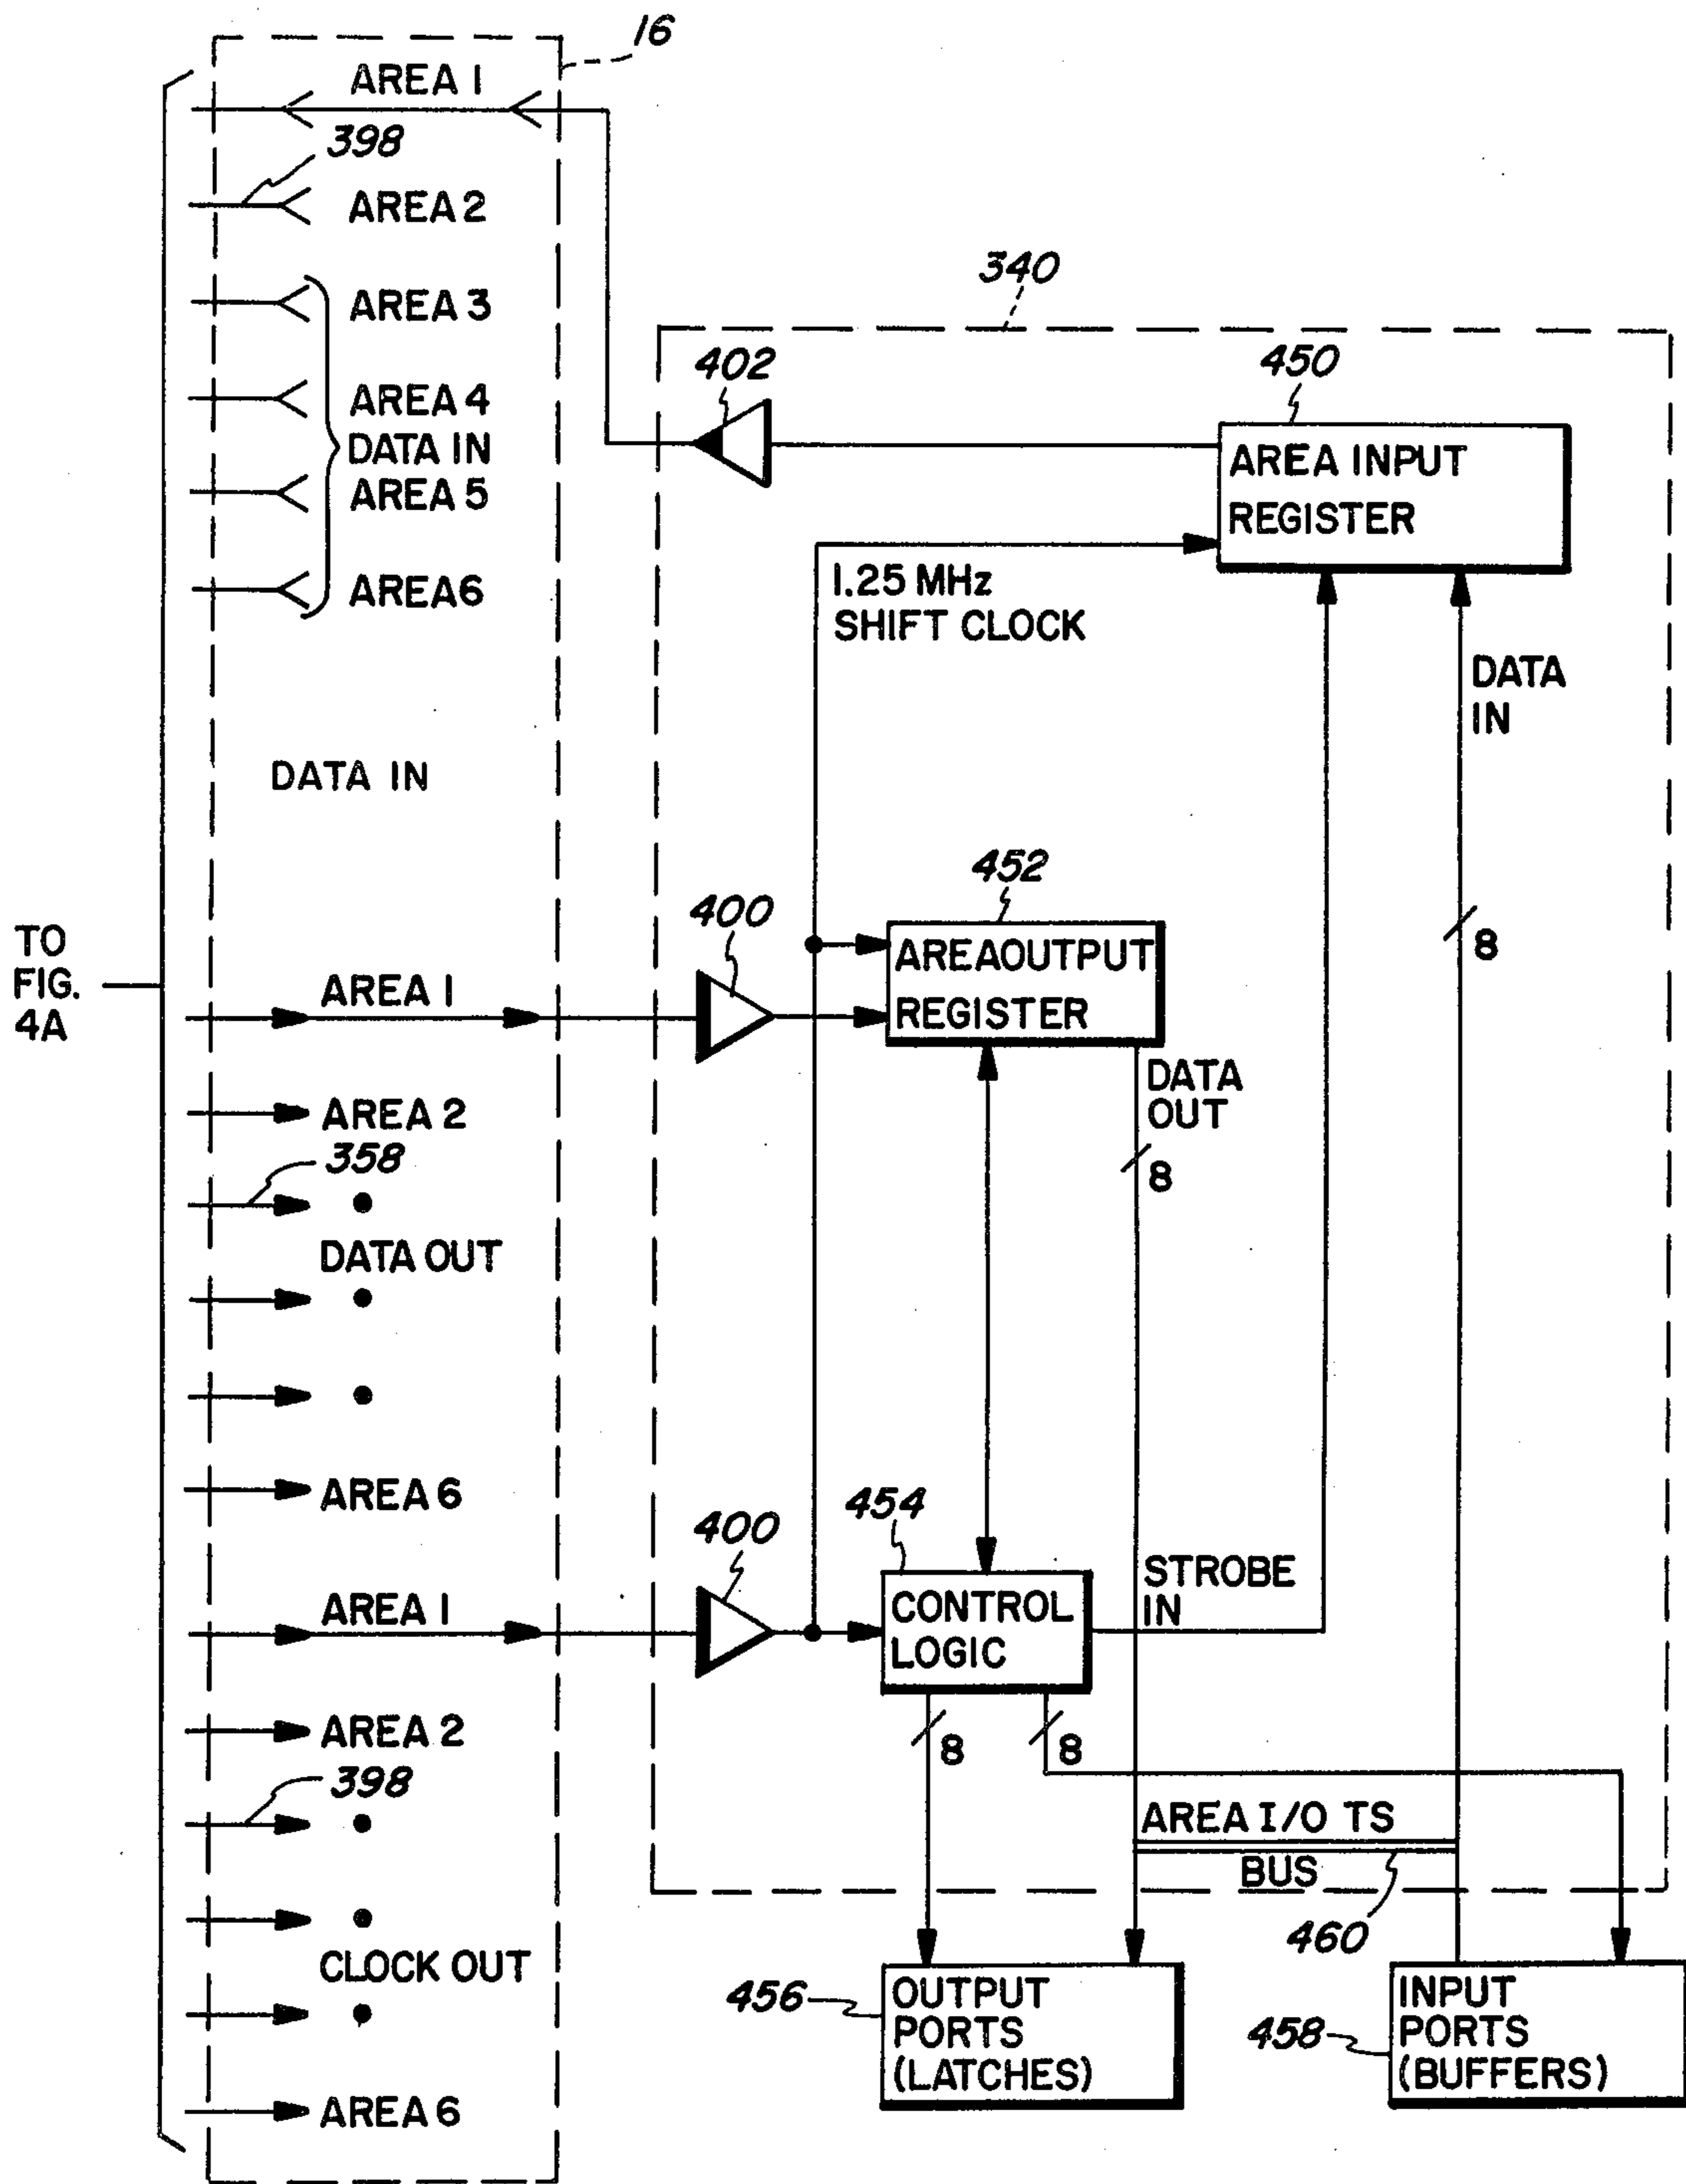 16
AREA 1
398
AREA 2
AREA 3
AREA 4
DATA IN
AREA 5
AREA 6
DATA IN
TO
FIG.
4A
AREA 1
AREA 2
358
DATA OUT
AREA 6
AREA 1
AREA 2
398
CLOCK OUT
AREA 6
340
402
450
AREA INPUT
REGISTER
1.25 MHz
SHIFT CLOCK
DATA
IN
8
400
452
AREAOUTPUT
REGISTER
DATA
OUT
8
400
454
CONTROL
LOGIC
STROBE
IN
8
8
AREA I/O TS
BUS
460
456
OUTPUT
PORTS
(LATCHES)
458
INPUT
PORTS
(BUFFERS)